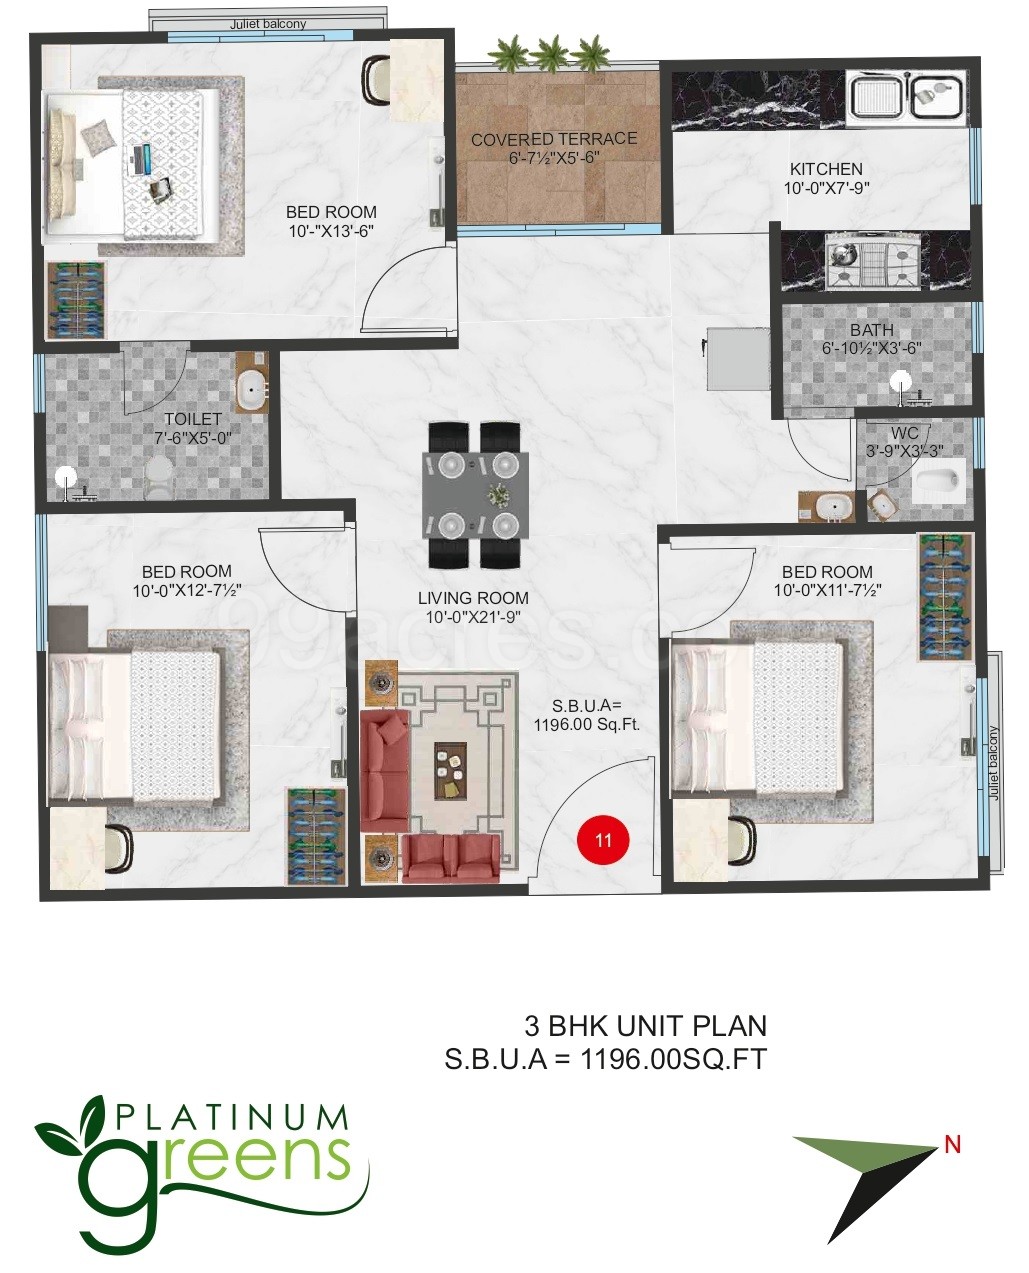 Juliet balcony
COVERED TERRACE
6'-7½"X5'-6"
KITCHEN
10'-0"X7'-9"
BED ROOM
10'-"X13'-6"
BATH
6'-10½"X3'-6"
TOILET
7'-6"X5'-0"
WC
3'-9"X3'-3"
BED ROOM
10'-0"X12'-7½"
LIVING ROOM
10'-0"X21'-9"
BED ROOM
10'-0"X11'-7½"
99acres.com
S.B.U.A=
1196.00 Sq.Ft.
Juliet balcony
11
3 BHK UNIT PLAN
S.B.U.A = 1196.00SQ.FT
PLATINUM
greens
N